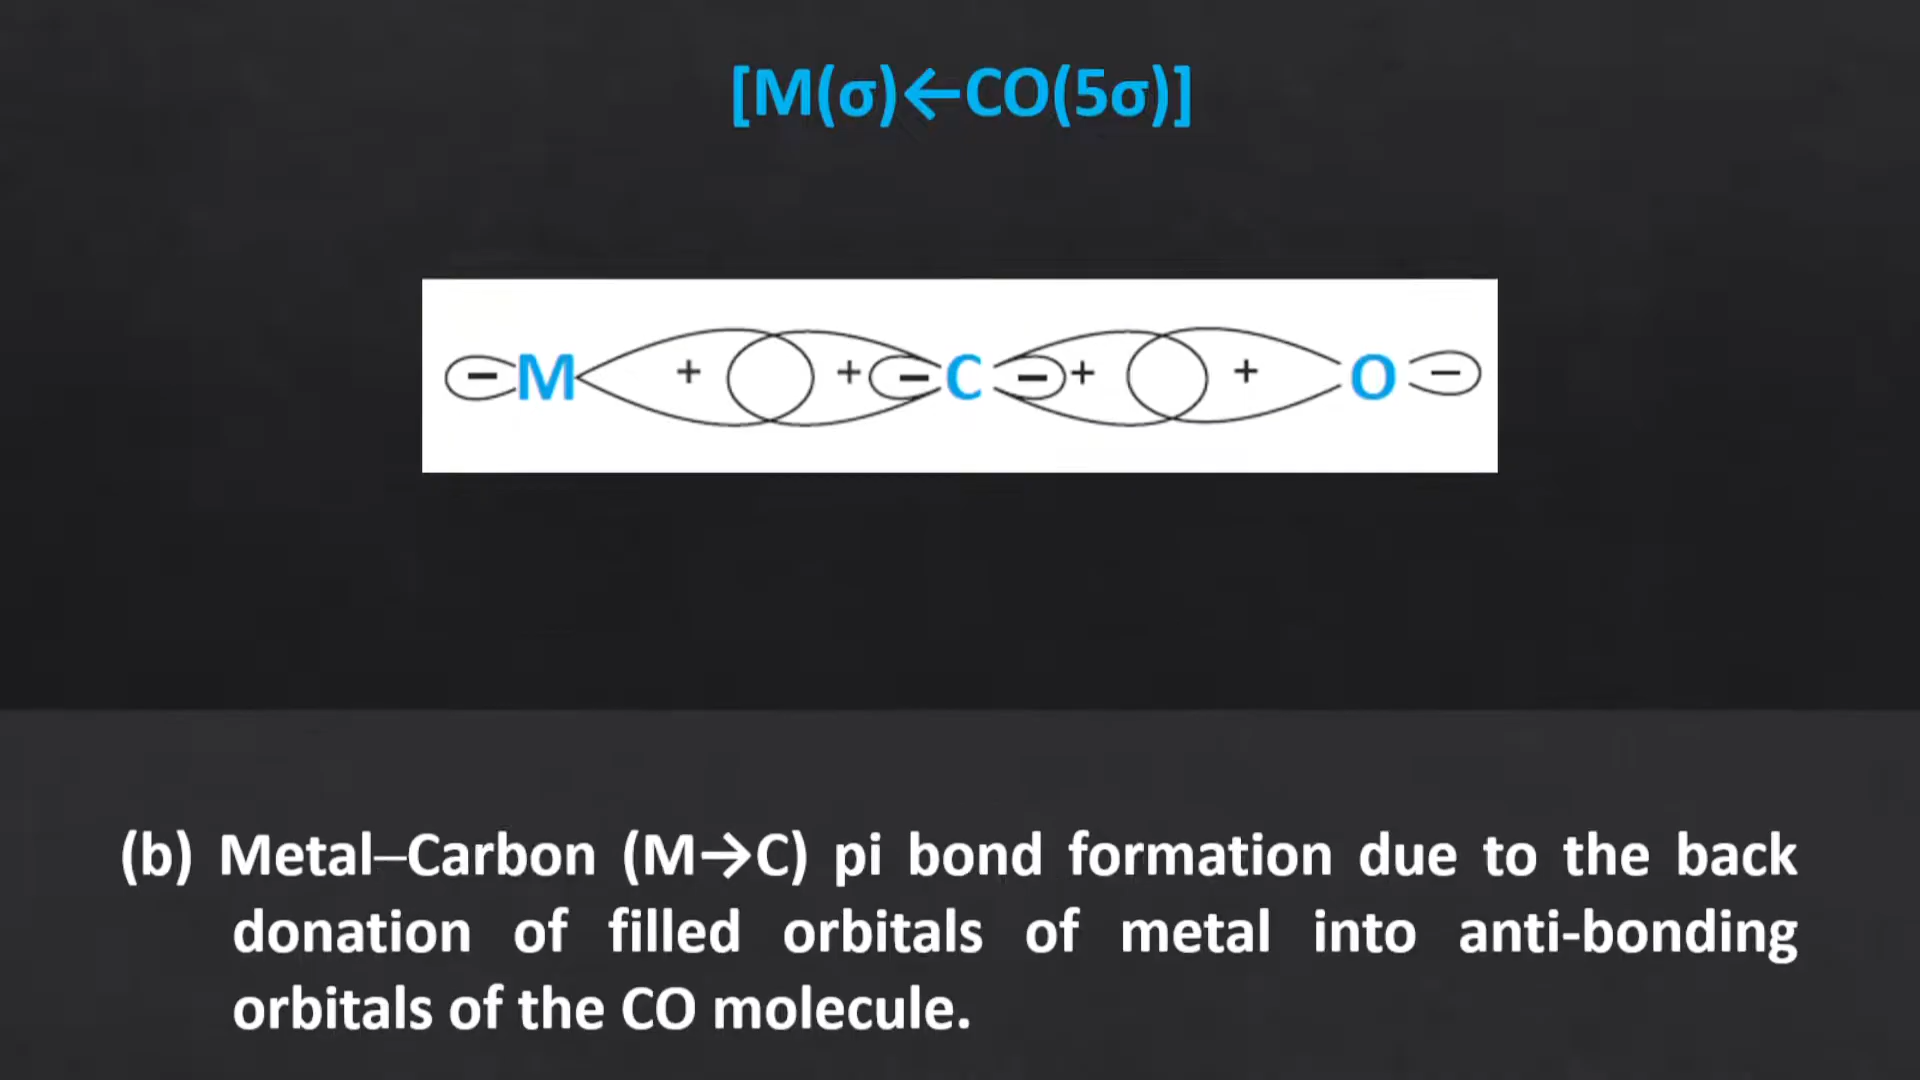 [M(σ)←CO(5σ)]
− M + + − C − + + O −
(b) Metal–Carbon (M→C) pi bond formation due to the back
donation of filled orbitals of metal into anti-bonding
orbitals of the CO molecule.